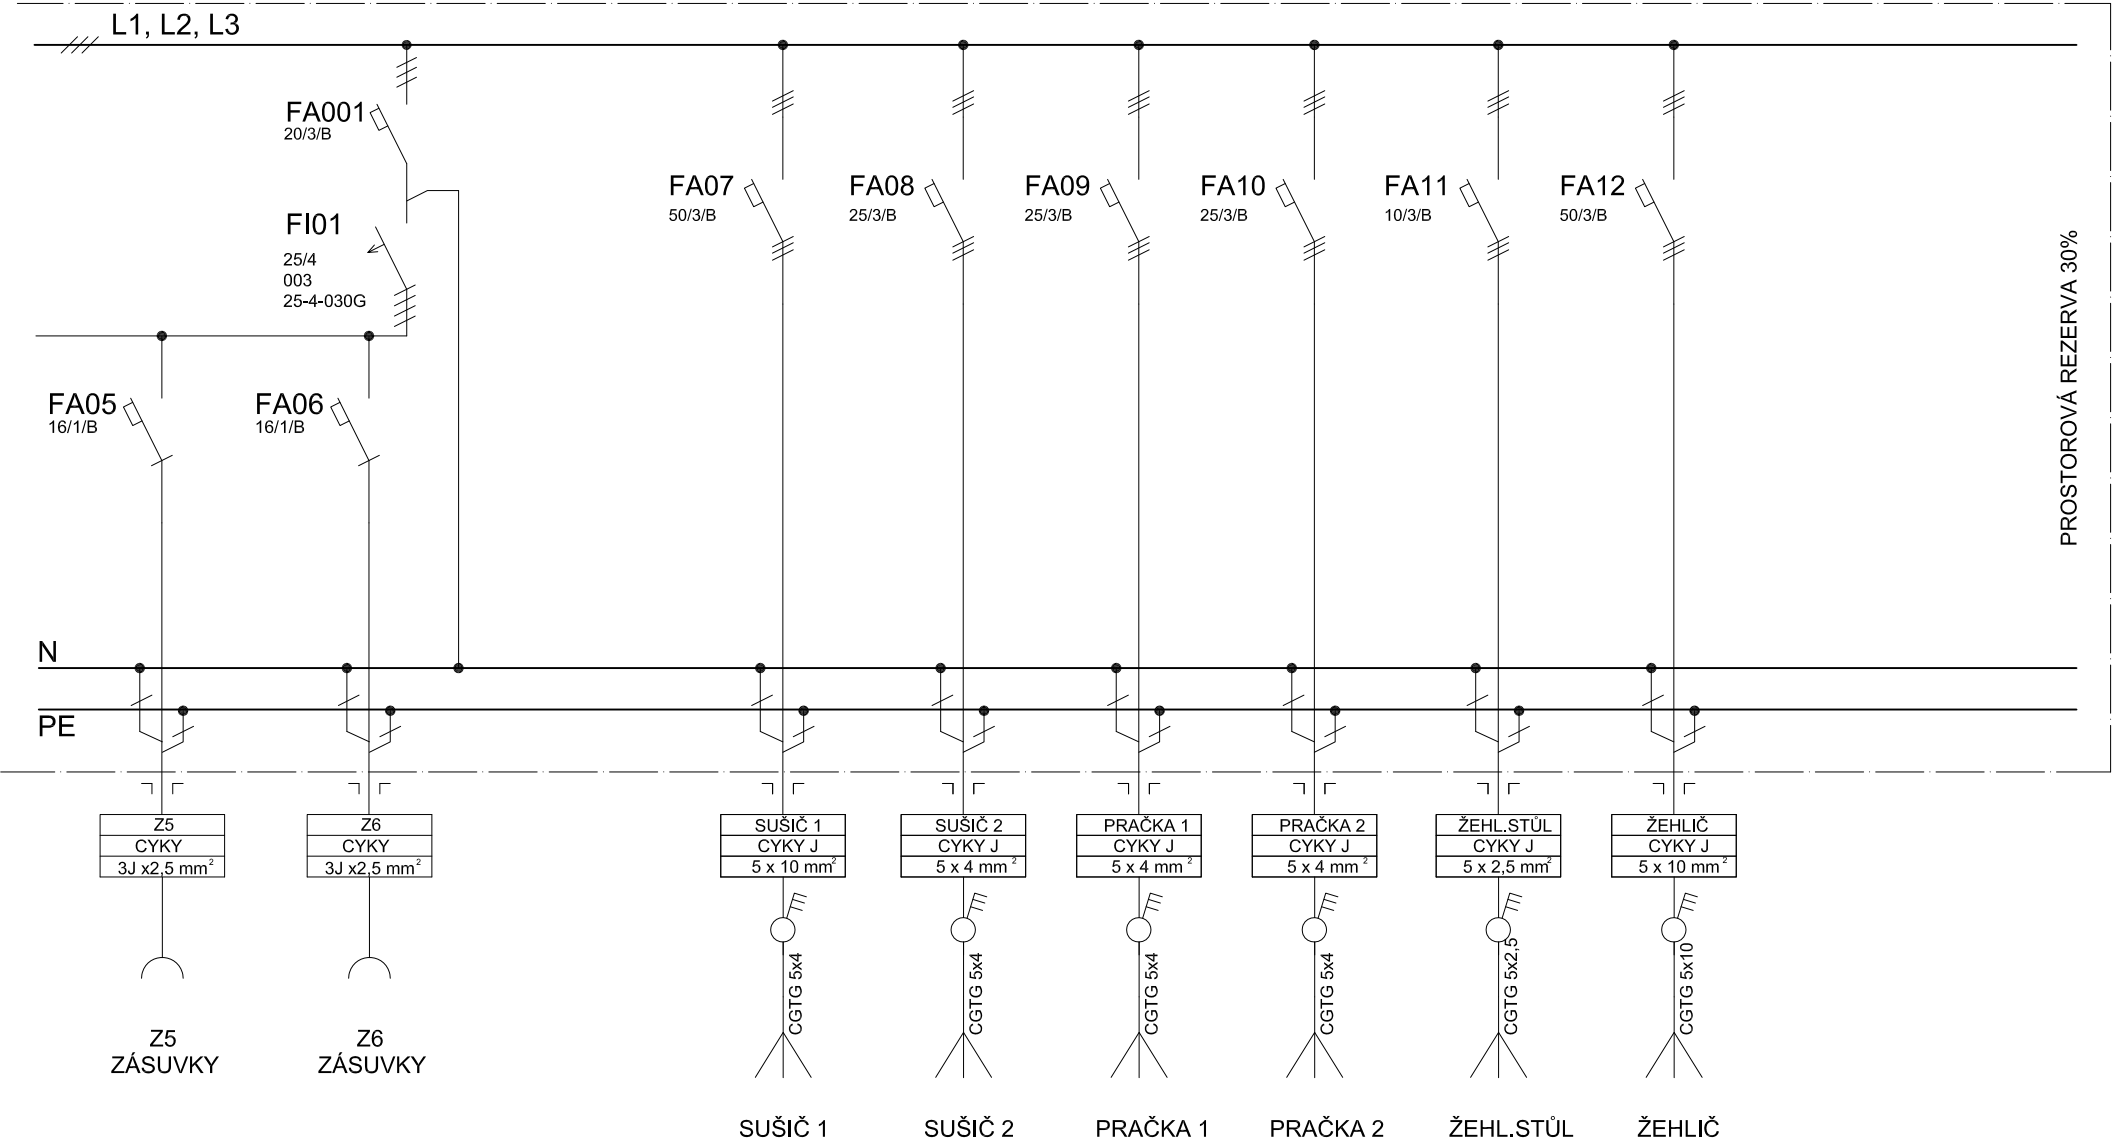 L1, L2, L3
FA001
20/3/B
FI01
25/4
003
25-4-030G
FA05
16/1/B
FA06
16/1/B
FA07
50/3/B
FA08
25/3/B
FA09
25/3/B
FA10
25/3/B
FA11
10/3/B
FA12
50/3/B
PROSTOROVÁ REZERVA 30%
N
PE
Z5
CYKY
3J x2,5 mm²
Z6
CYKY
3J x2,5 mm²
SUŠIČ 1
CYKY J
5 x 10 mm²
SUŠIČ 2
CYKY J
5 x 4 mm²
PRAČKA 1
CYKY J
5 x 4 mm²
PRAČKA 2
CYKY J
5 x 4 mm²
ŽEHL.STŮL
CYKY J
5 x 2,5 mm²
ŽEHLIČ
CYKY J
5 x 10 mm²
CGTG 5x4
CGTG 5x4
CGTG 5x4
CGTG 5x4
CGTG 5x2,5
CGTG 5x10
Z5
ZÁSUVKY
Z6
ZÁSUVKY
SUŠIČ 1
SUŠIČ 2
PRAČKA 1
PRAČKA 2
ŽEHL.STŮL
ŽEHLIČ